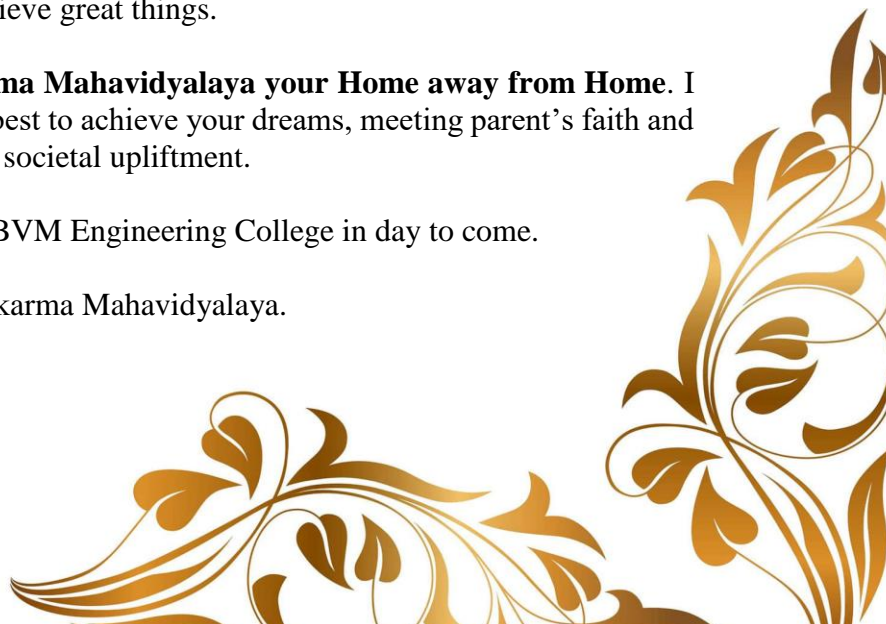 ieve great things.
ma Mahavidyalaya your Home away from Home. I
best to achieve your dreams, meeting parent’s faith and
societal upliftment.
BVM Engineering College in day to come.
karma Mahavidyalaya.